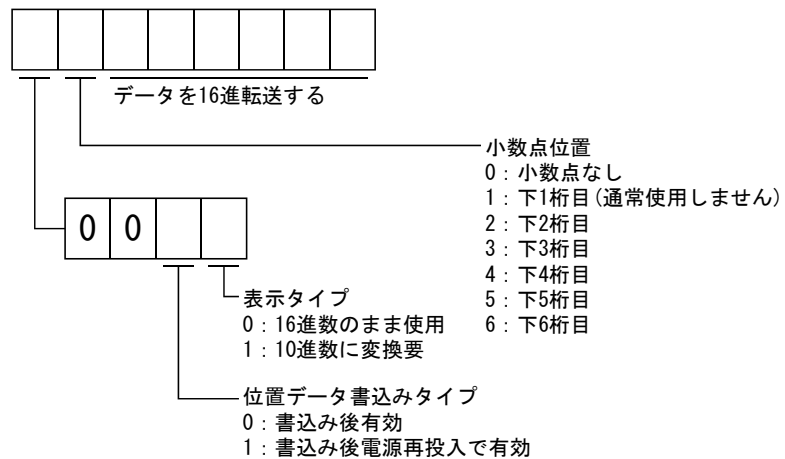 データを16進転送する
小数点位置
0：小数点なし
1：下1桁目(通常使用しません)
2：下2桁目
3：下3桁目
4：下4桁目
5：下5桁目
6：下6桁目
0 0
表示タイプ
0：16進数のまま使用
1：10進数に変換要
位置データ書込みタイプ
0：書込み後有効
1：書込み後電源再投入で有効